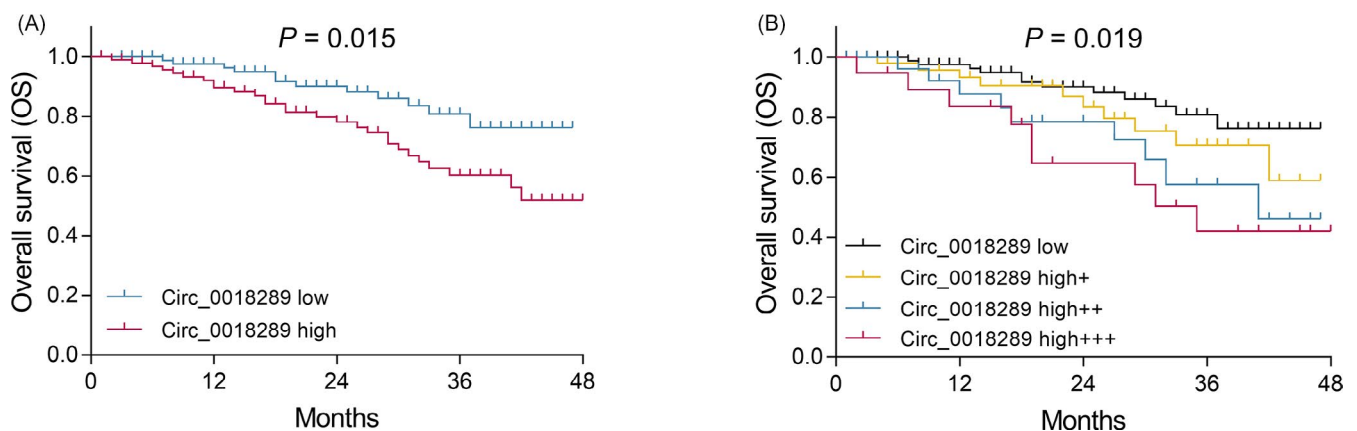 (A)
P = 0.015
Overall survival (OS)
1.0
0.8
0.6
0.4
0.2
0.0
Circ_0018289 low
Circ_0018289 high
0 12 24 36 48
Months
(B)
P = 0.019
Overall survival (OS)
1.0
0.8
0.6
0.4
0.2
0.0
Circ_0018289 low
Circ_0018289 high+
Circ_0018289 high++
Circ_0018289 high+++
0 12 24 36 48
Months